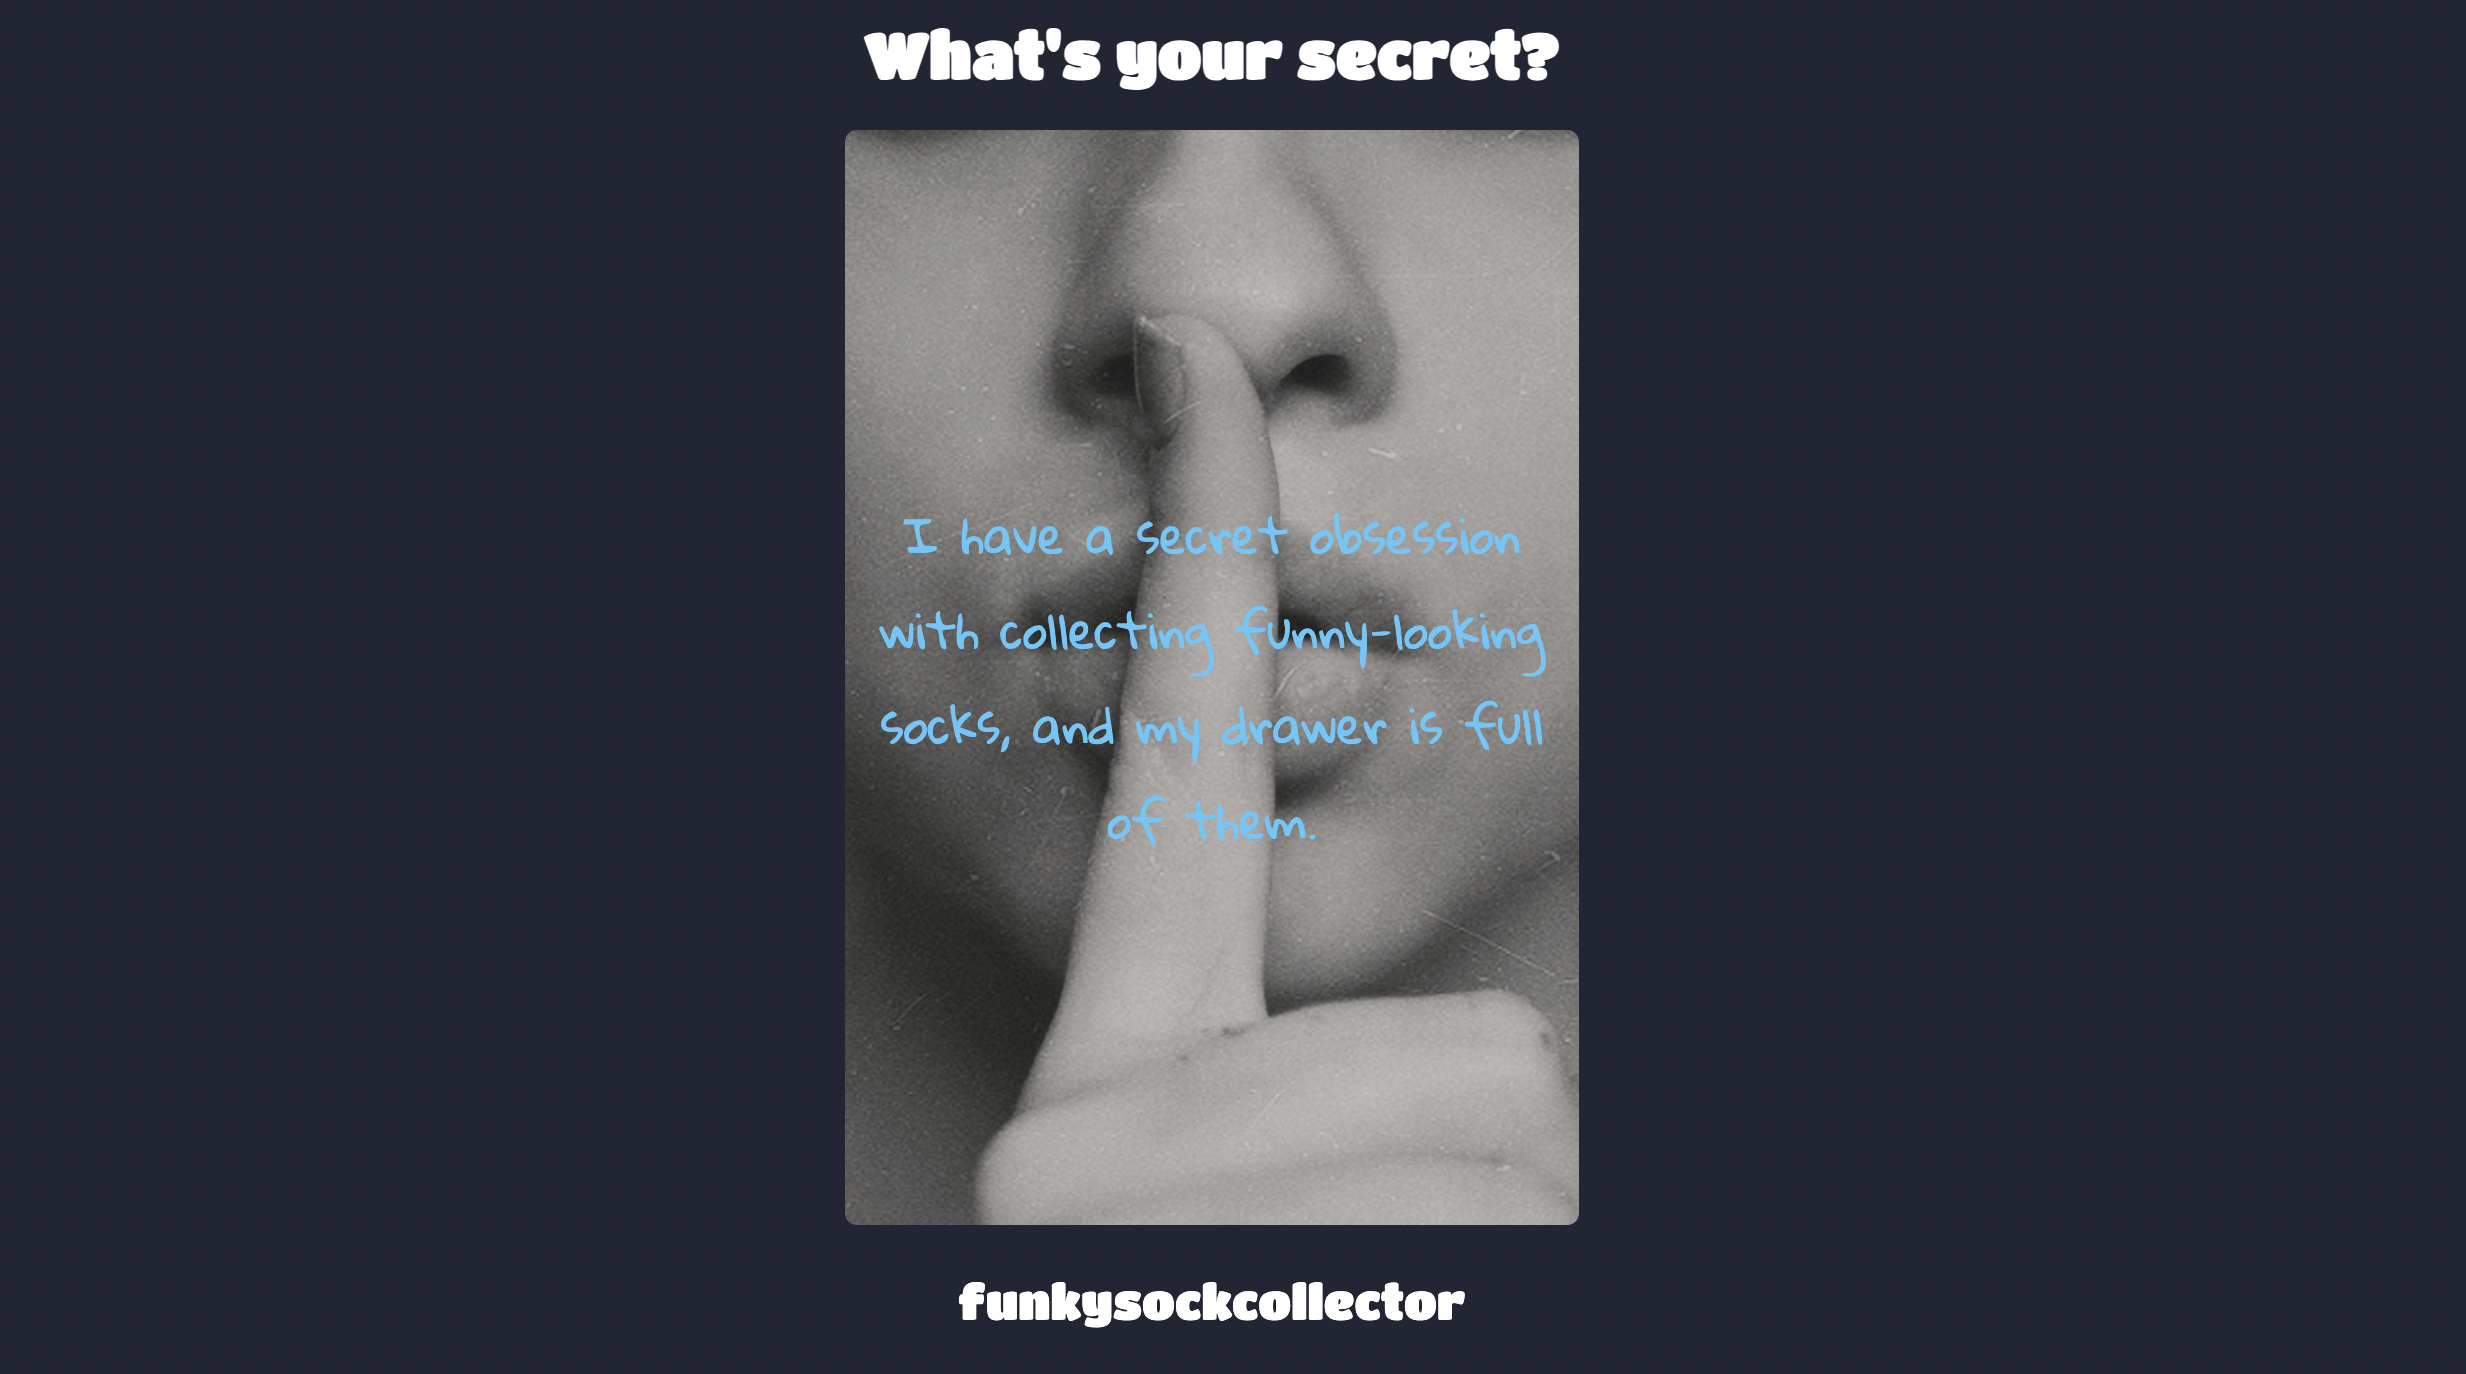 What's your secret?
I have a secret obsession
with collecting funny-looking
socks, and my drawer is full
of them.
funkysockcollector